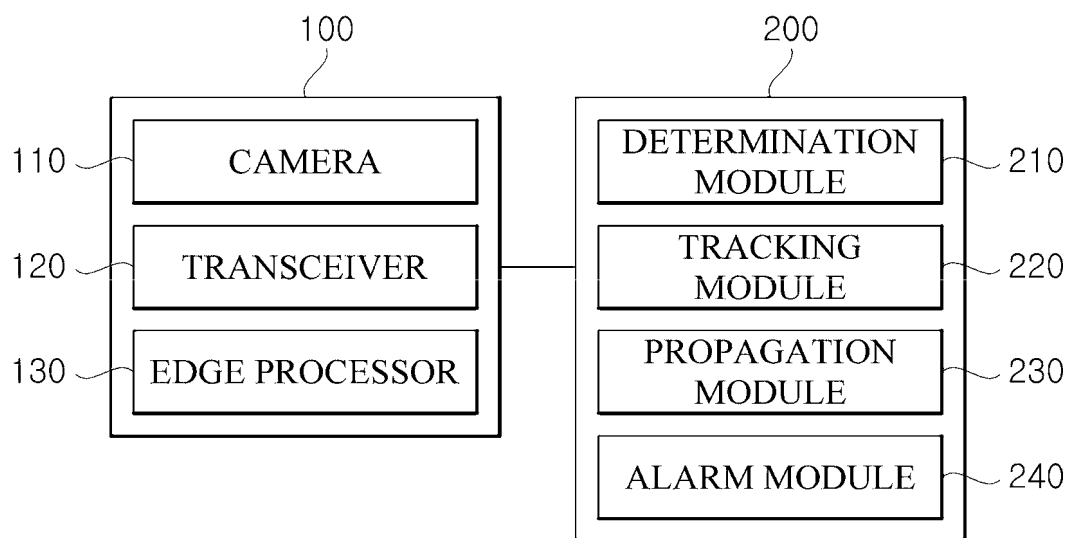 100
200
110
CAMERA
120
TRANSCEIVER
130
EDGE PROCESSOR
DETERMINATION
MODULE
210
TRACKING
MODULE
220
PROPAGATION
MODULE
230
ALARM MODULE
240